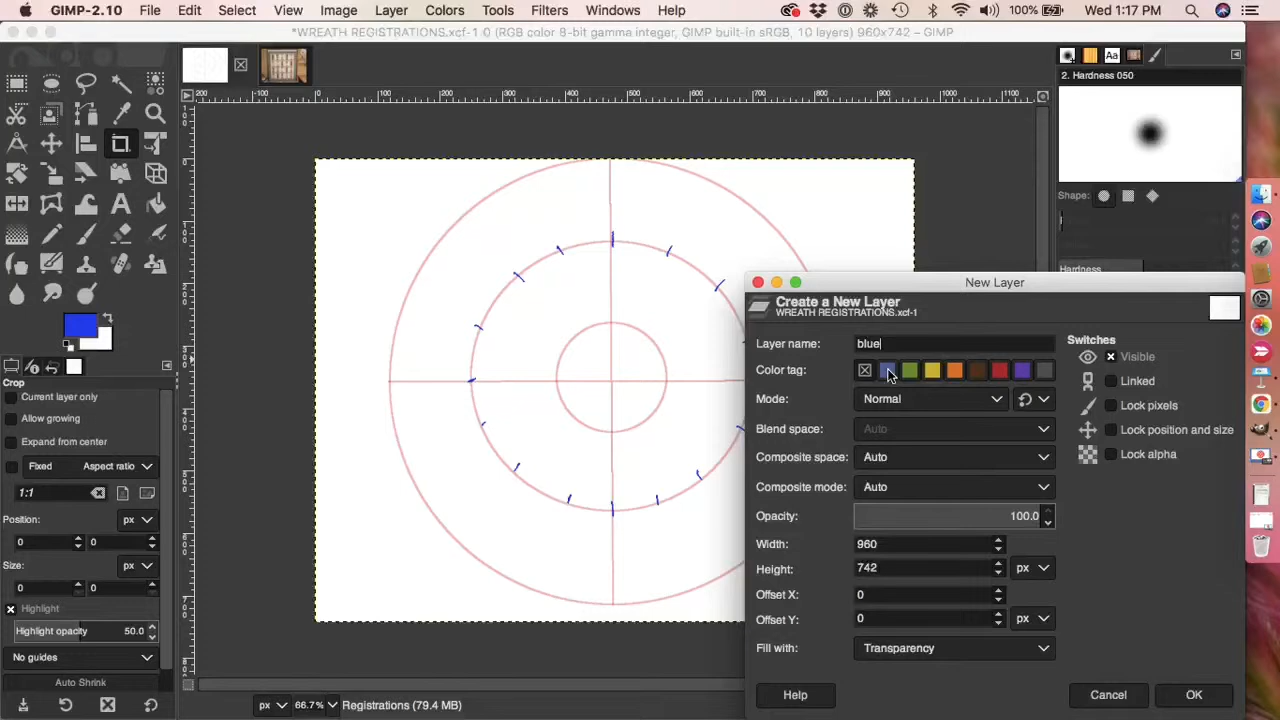 GIMP-2.10 File Edit Select View Image Layer Colors Tools Filters Windows Help 100% Wed 1:17 PM
*WREATH REGISTRATIONS.xcf-1.0 (RGB color 8-bit gamma integer, GIMP built-in sRGB, 10 layers) 960x742 – GIMP
2. Hardness 050
Shape:
Hardness
New Layer
Create a New Layer
WREATH REGISTRATIONS.xcf-1
Layer name: blue
Switches
Color tag:
Visible
Linked
Mode: Normal
Lock pixels
Blend space: Auto
Lock position and size
Composite space: Auto
Lock alpha
Composite mode: Auto
Opacity: 100.0
Width: 960
Height: 742 px
Offset X: 0
Offset Y: 0 px
Fill with: Transparency
Help Cancel OK
Crop
Current layer only
Allow growing
Expand from center
Fixed Aspect ratio
1:1
Position: px
0 0
Size: px
0 0
Highlight
Highlight opacity 50.0
No guides
Auto Shrink
px 66.7% Registrations (79.4 MB)